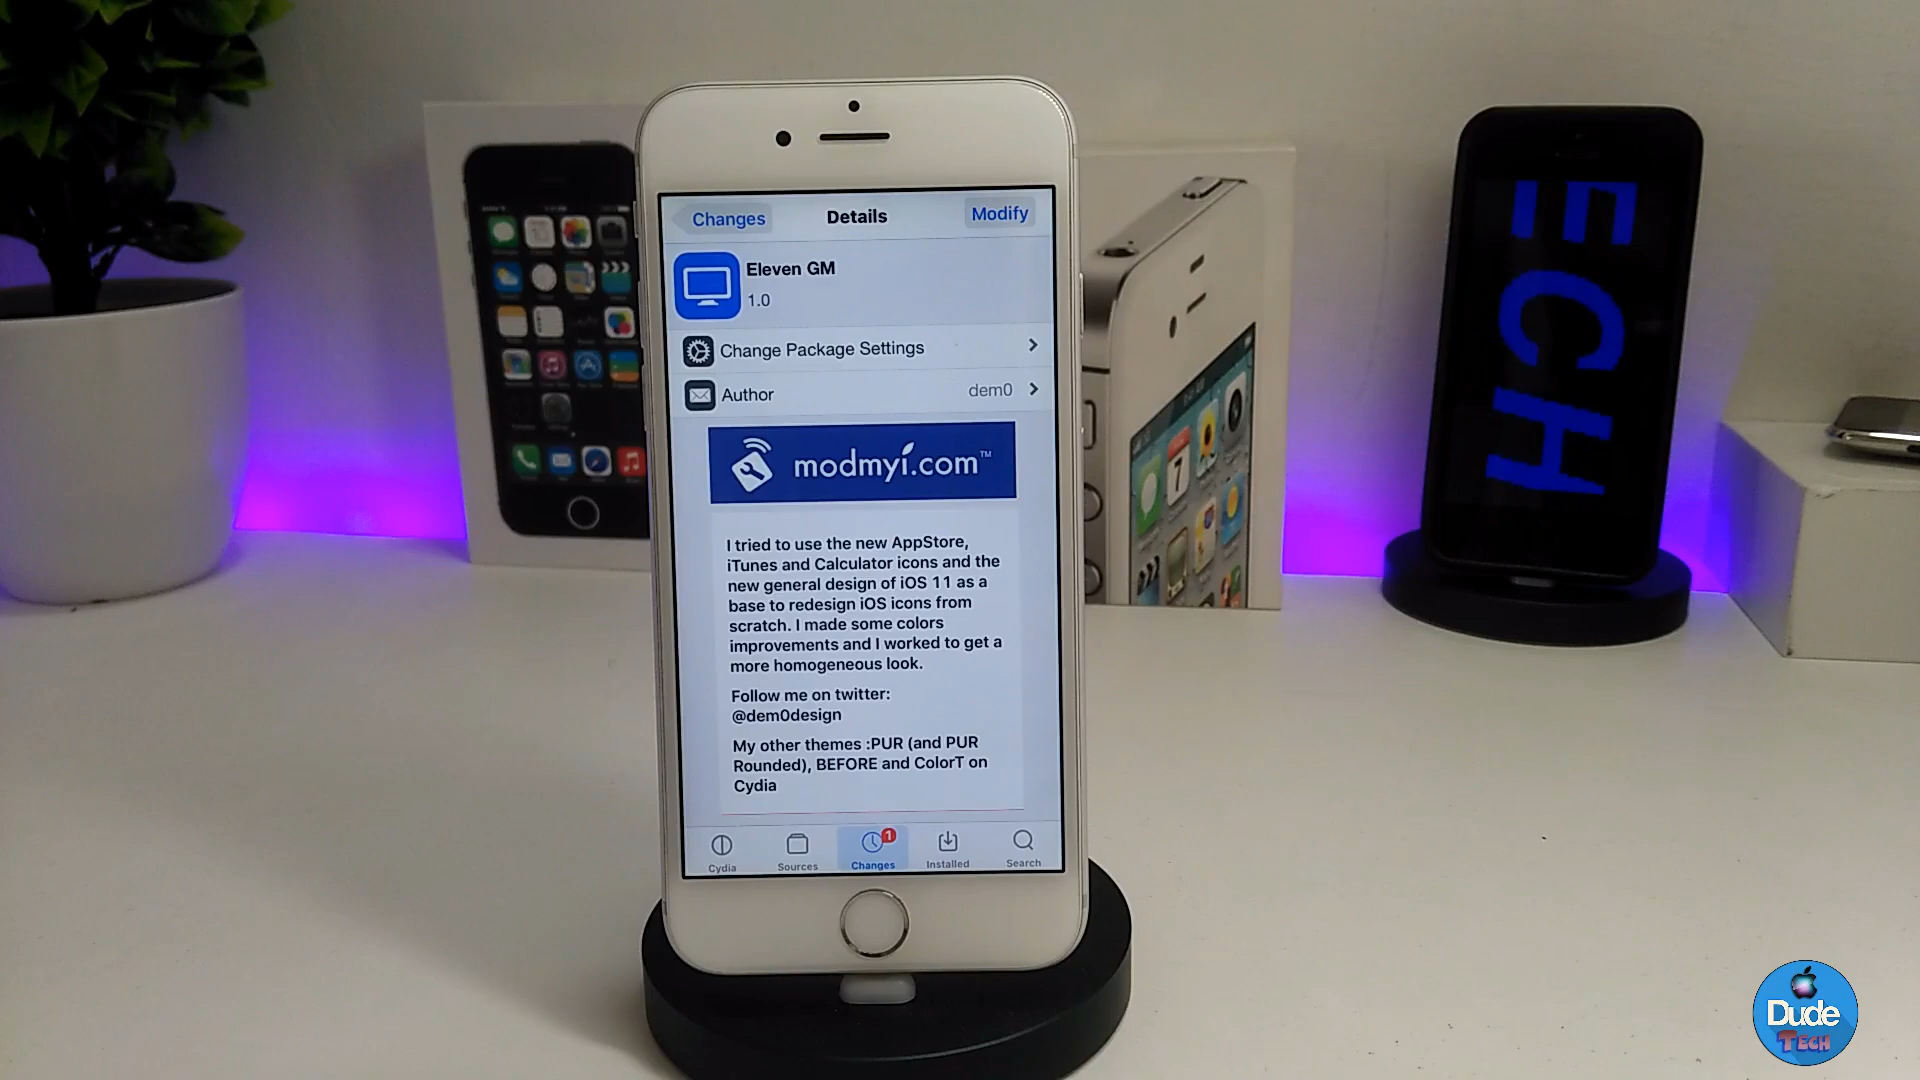 Changes
Details
Modify
Eleven GM
1.0
Change Package Settings
Author
dem0
modmyi.com™
I tried to use the new AppStore,
iTunes and Calculator icons and the
new general design of iOS 11 as a
base to redesign iOS icons from
scratch. I made some colors
improvements and I worked to get a
more homogeneous look.
Follow me on twitter:
@dem0design
My other themes :PUR (and PUR
Rounded), BEFORE and ColorT on
Cydia
Cydia
Sources
1
Changes
Installed
Search
ECH
7
Dude
TECH